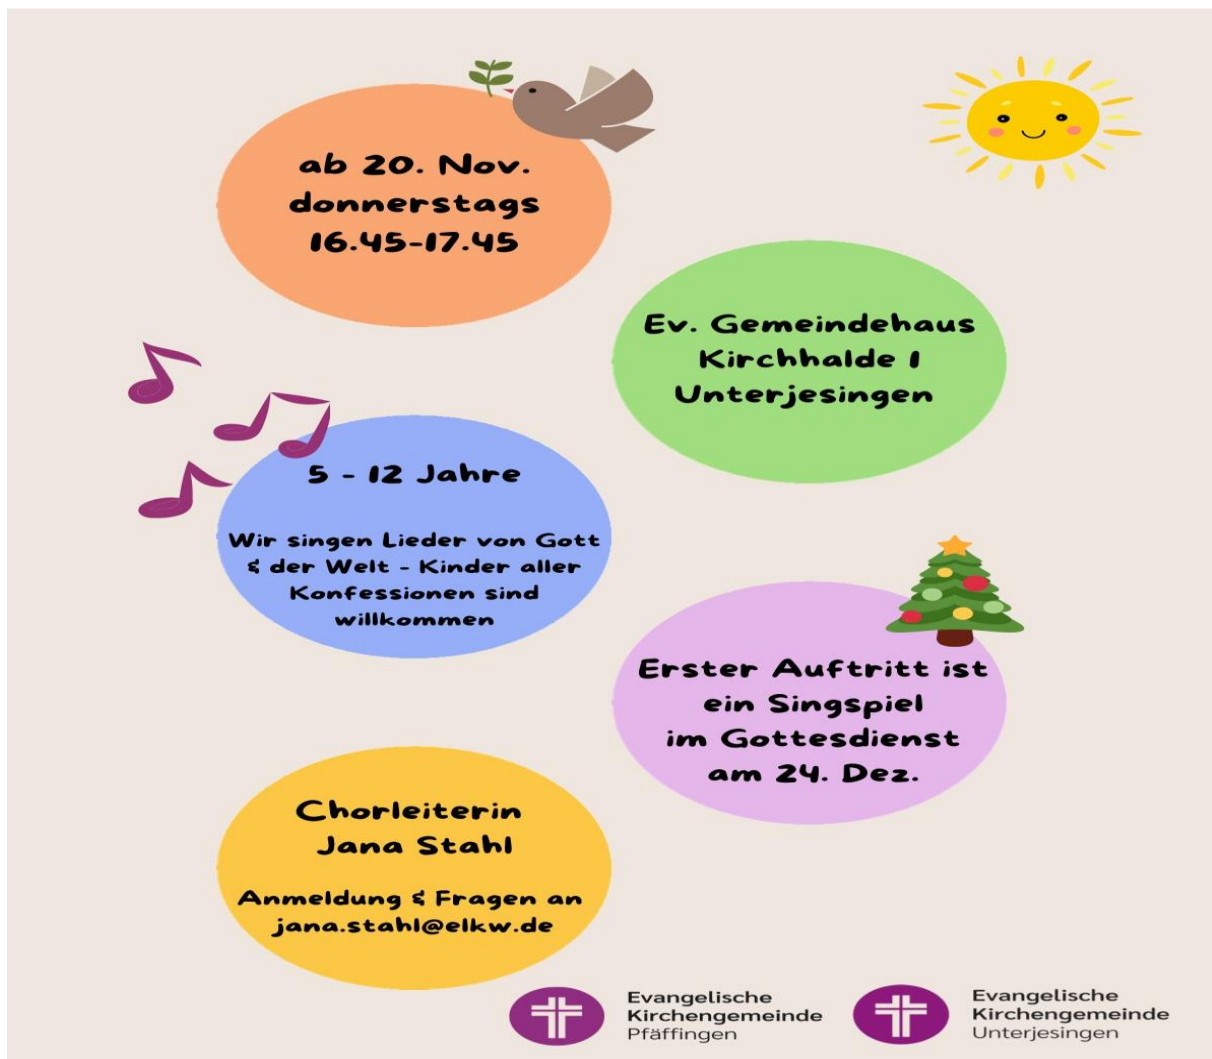 ab 20. Nov.
donnerstags
16.45-17.45
Ev. Gemeindehaus
Kirchhalde 1
Unterjesingen
5 - 12 Jahre
Wir singen Lieder von Gott
& der Welt - Kinder aller
Konfessionen sind
willkommen
Erster Auftritt ist
ein Singspiel
im Gottesdienst
am 24. Dez.
Chorleiterin
Jana Stahl
Anmeldung & Fragen an
jana.stahl@elkw.de
Evangelische
Kirchengemeinde
Pfäffingen
Evangelische
Kirchengemeinde
Unterjesingen